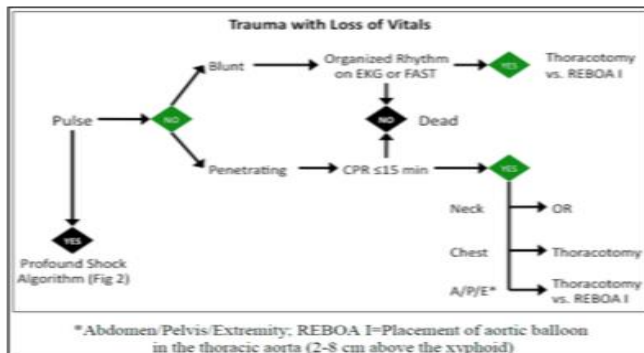 Trauma with Loss of Vitals
Blunt
Organized Rhythm
on EKG or FAST
YES
Thoracotomy
vs. REBOA I
Pulse
NO
NO
Dead
Penetrating
CPR ≤15 min
YES
YES
Profound Shock
Algorithm (Fig 2)
Neck
OR
Chest
Thoracotomy
A/P/E*
Thoracotomy
vs. REBOA I
*Abdomen/Pelvis/Extremity; REBOA I=Placement of aortic balloon
in the thoracic aorta (2-8 cm above the xyphoid)